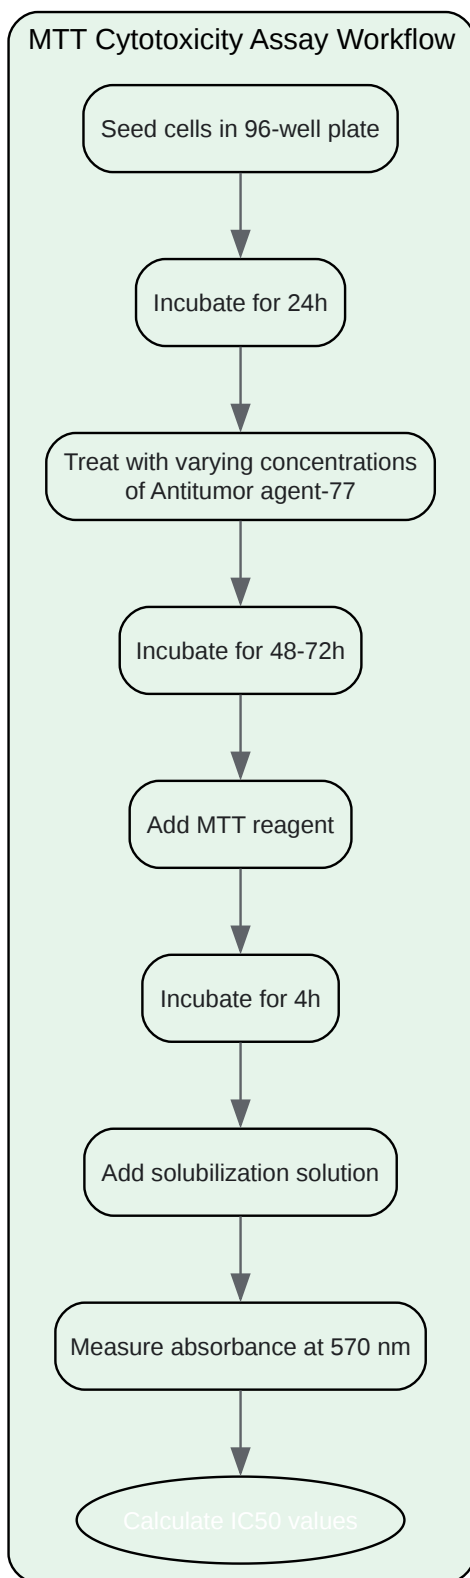 MTT Cytotoxicity Assay Workflow
Seed cells in 96-well plate
Incubate for 24h
Treat with varying concentrations
of Antitumor agent-77
Incubate for 48-72h
Add MTT reagent
Incubate for 4h
Add solubilization solution
Measure absorbance at 570 nm
Calculate IC50 values